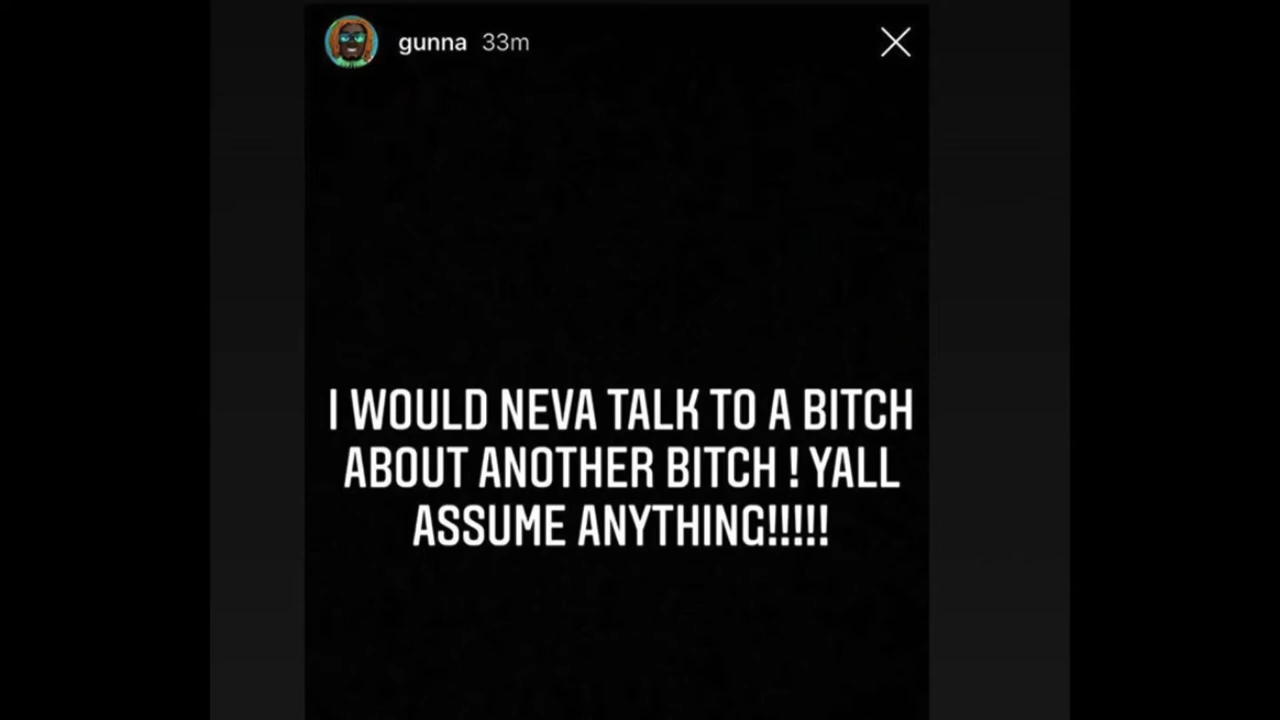 gunna 33m
I WOULD NEVA TALK TO A BITCH
ABOUT ANOTHER BITCH ! YALL
ASSUME ANYTHING!!!!!